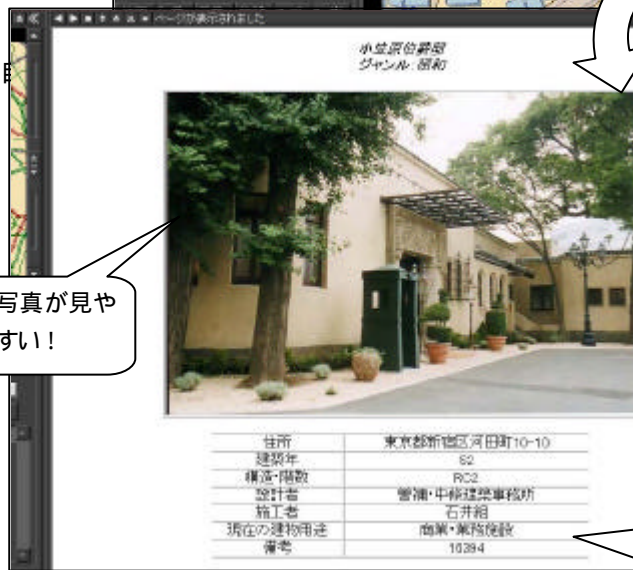 ページが表示されました
小笠原伯爵邸
ジャンル:昭和
写真が見や
すい!
住所 東京都新宿区河田町10-10
建築年 S2
構造・階数 RC2
設計者 曽禰・中條建築事務所
施工者 石井組
現在の建物用途 商業・業務施設
備考 10394